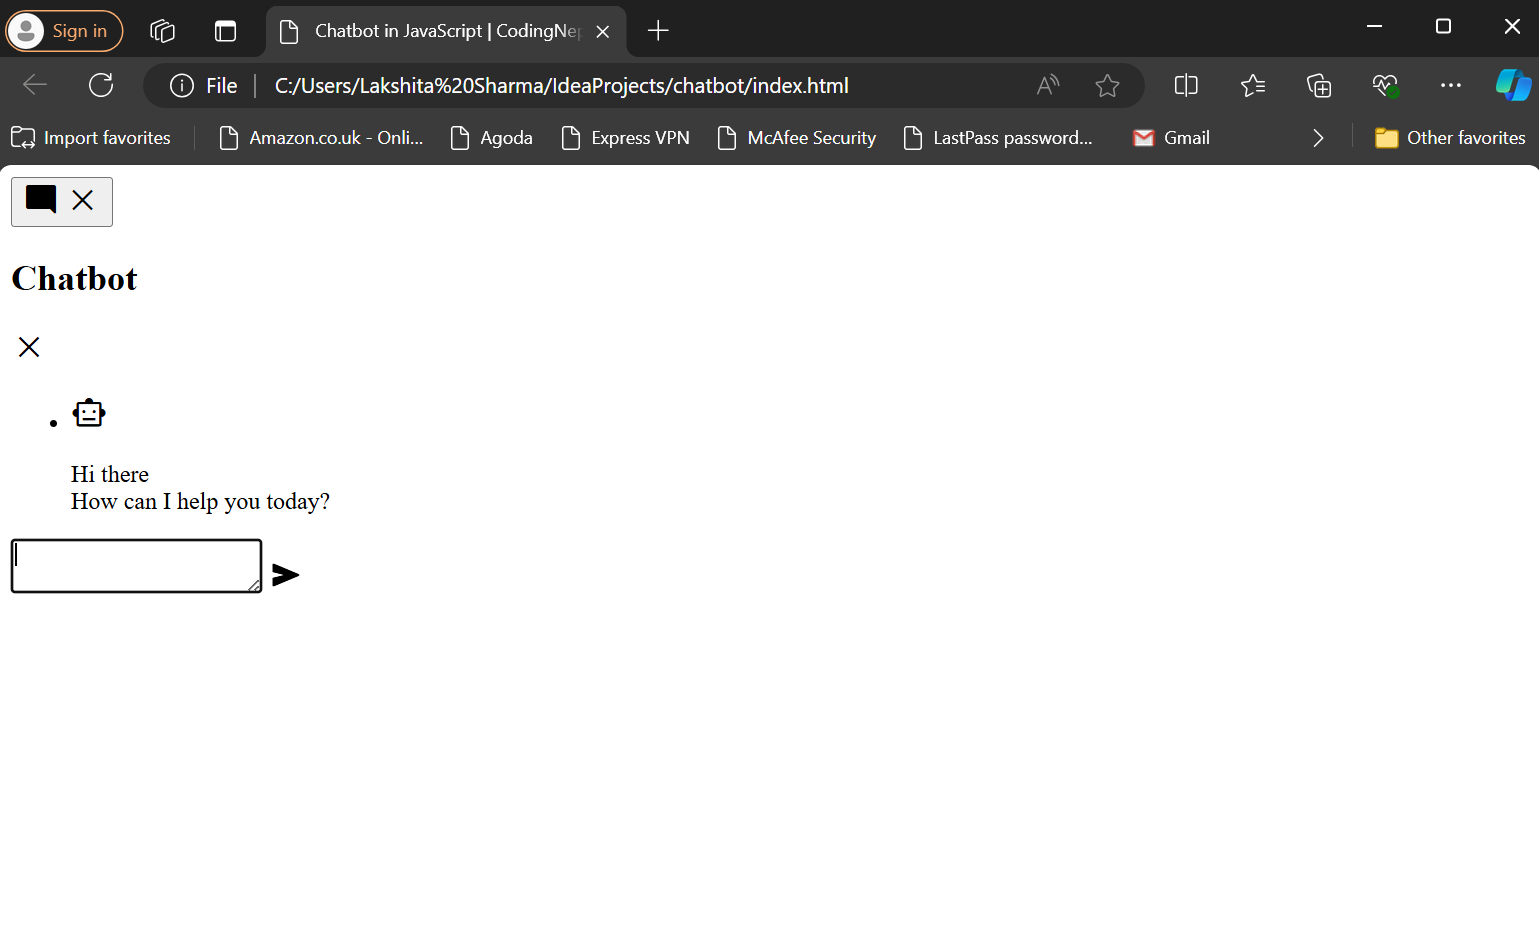 Sign in
Chatbot in JavaScript | CodingNep
File
C:/Users/Lakshita%20Sharma/IdeaProjects/chatbot/index.html
Import favorites
Amazon.co.uk - Onli...
Agoda
Express VPN
McAfee Security
LastPass password...
Gmail
Other favorites
Chatbot
Hi there
How can I help you today?